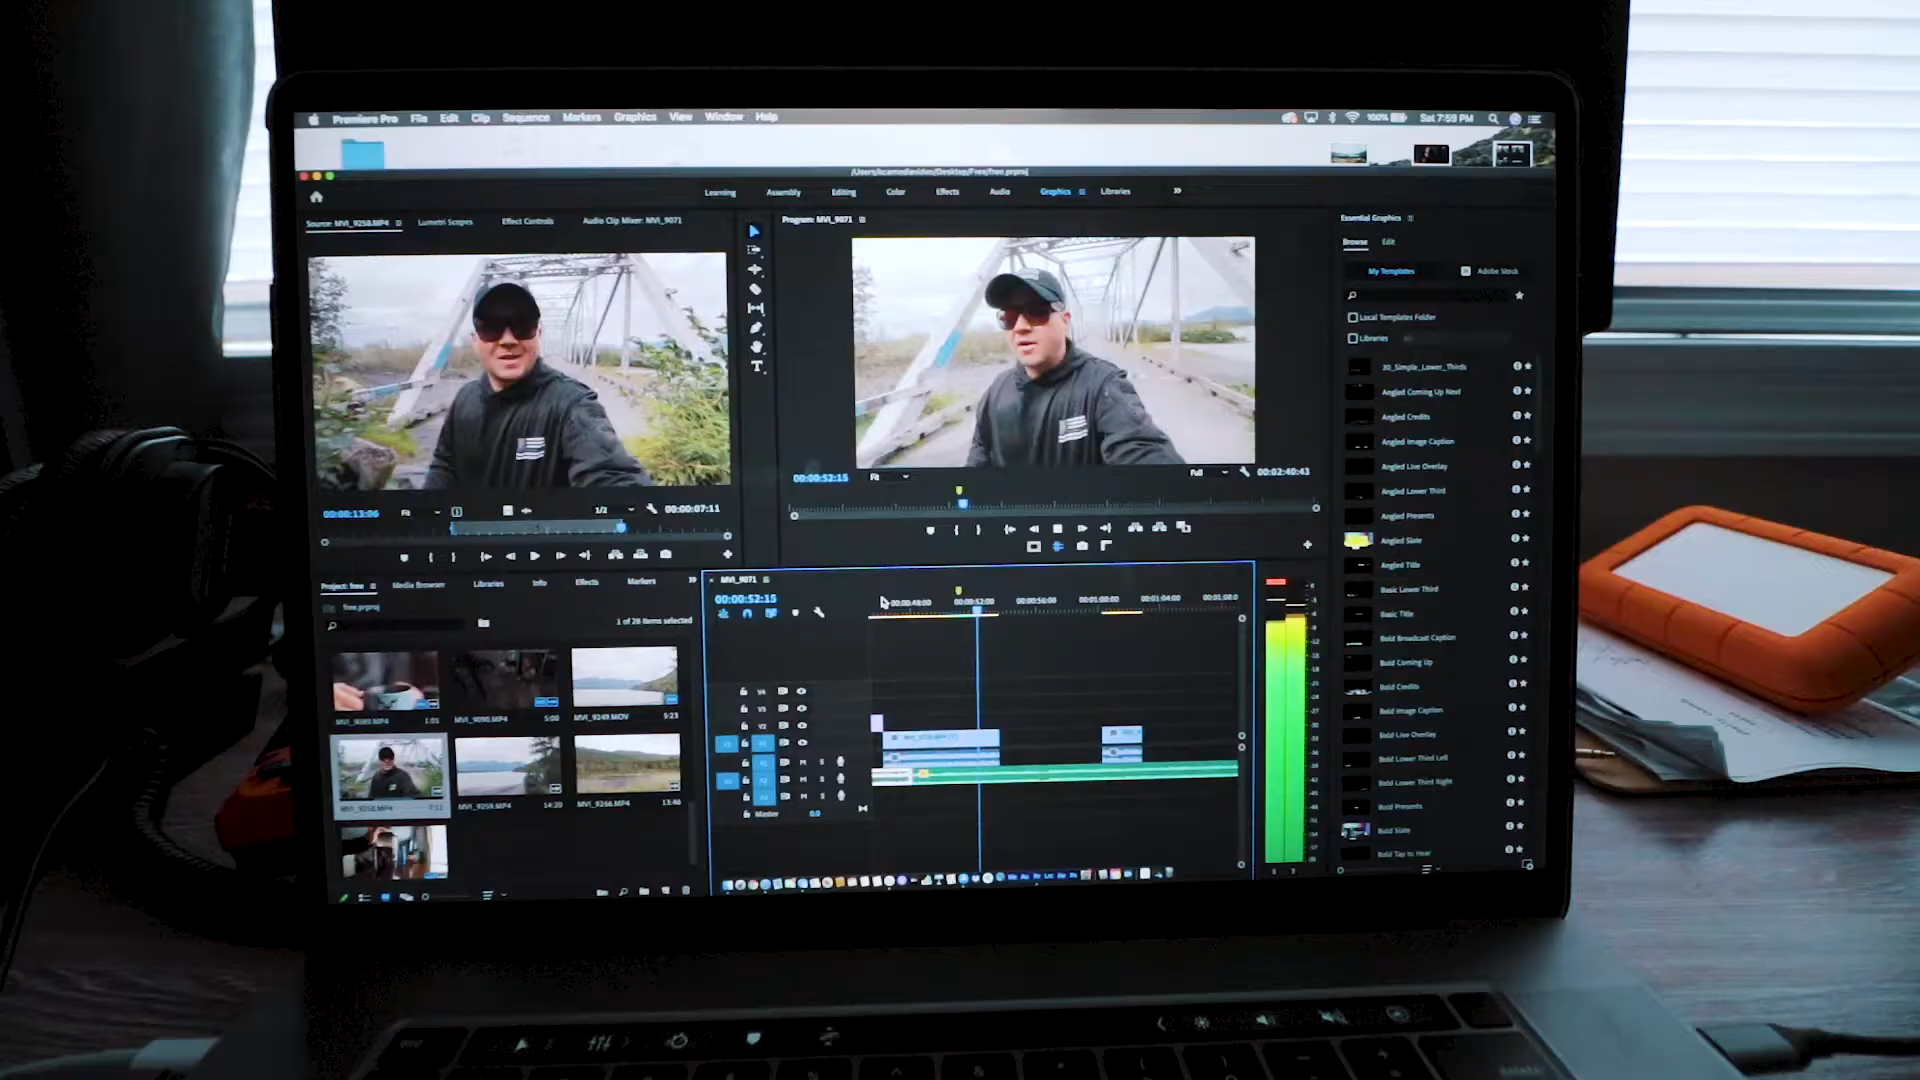 Premiere Pro File Edit Clip Sequence Markers Graphics View Window Help
100% Sat 7:59 PM
Learning Assembly Editing Color Effects Audio Graphics Libraries
Source: MVI_9258.MP4 Lumetri Scopes Effect Controls Audio Clip Mixer: MVI_9071
Program: MVI_9071
Essential Graphics
Browse Edit
My Templates Adobe Stock
Local Templates Folder
Libraries
00:00:13:06 Fit 1/2 00:00:07:11
00:00:52:15 Fit Full 00:02:40:43
Project: free Media Browser Libraries Info Effects Markers
free.prproj
1 of 26 items selected
MVI_9089.MP4 1:05
MVI_9090.MP4 5:00
MVI_9249.MOV 5:23
MVI_9258.MP4 7:11
MVI_9259.MP4 14:20
MVI_9266.MP4 13:46
MVI_9071
00:00:52:15
00:00:48:00 00:00:52:00 00:00:56:00 00:01:00:00 00:01:04:00 00:01:08:0
V4
V3
V2
V1 V1
A1 M S
A2 M S
A3 M S
Master 0.0
30_Simple_Lower_Thirds
Angled Coming Up Next
Angled Credits
Angled Image Caption
Angled Live Overlay
Angled Lower Third
Angled Presents
Angled Slate
Angled Title
Basic Lower Third
Basic Title
Bold Broadcast Caption
Bold Coming Up
Bold Credits
Bold Image Caption
Bold Live Overlay
Bold Lower Third Left
Bold Lower Third Right
Bold Presents
Bold Slate
Bold Tap to Hear